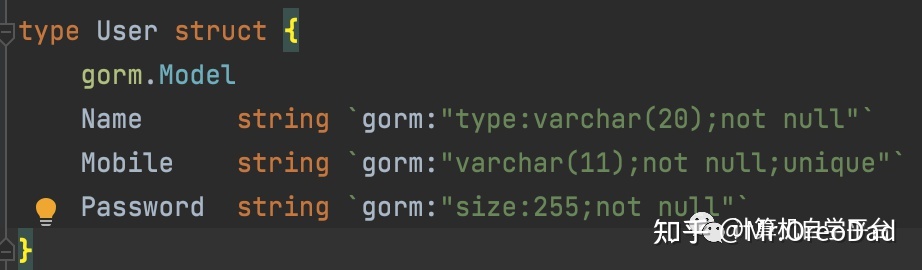 type User struct {
gorm.Model
Name string `gorm:"type:varchar(20);not null"`
Mobile string `gorm:"varchar(11);not null;unique"`
Password string `gorm:"size:255;not null"`
知乎 @MrOreoDad
}